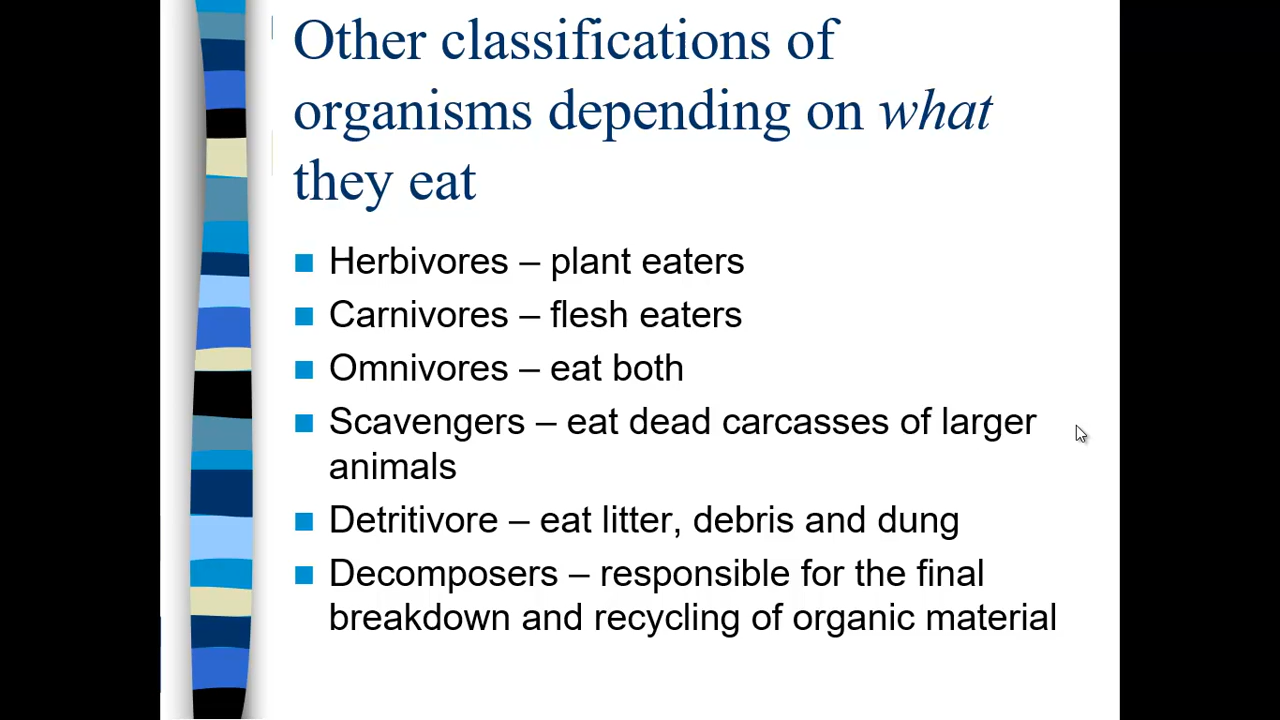 Other classifications of
organisms depending on what
they eat
Herbivores – plant eaters
Carnivores – flesh eaters
Omnivores – eat both
Scavengers – eat dead carcasses of larger
animals
Detritivore – eat litter, debris and dung
Decomposers – responsible for the final
breakdown and recycling of organic material